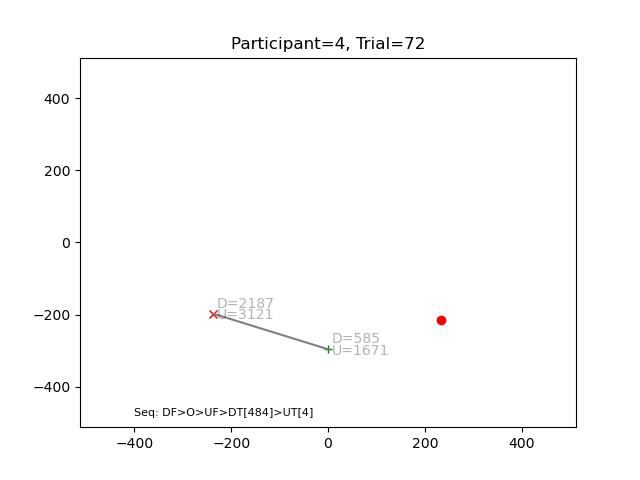 Participant=4, Trial=72
400
200
0
−200
−400
D=2187
U=3121
D=585
U=1671
Seq: DF>O>UF>DT[484]>UT[4]
−400
−200
0
200
400